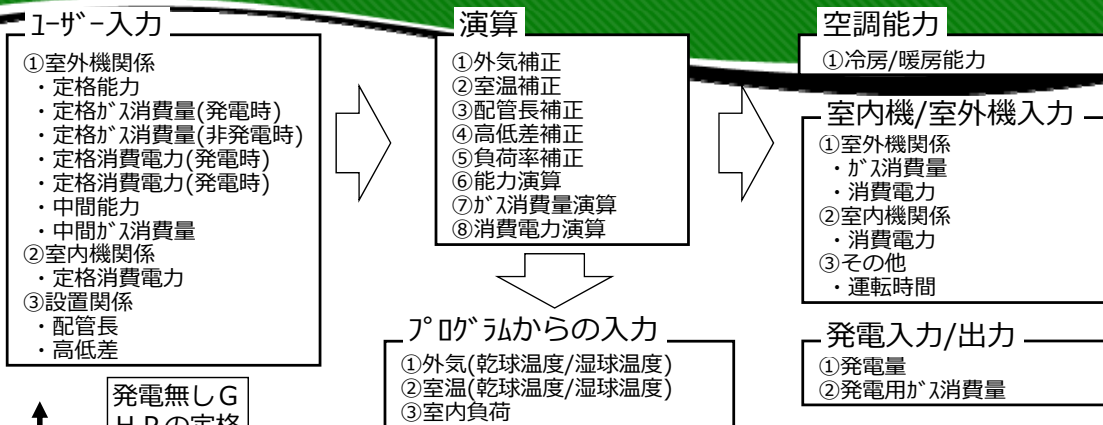 ﾕｰｻﾞｰ入力
①室外機関係
・定格能力
・定格ｶﾞｽ消費量(発電時)
・定格ｶﾞｽ消費量(非発電時)
・定格消費電力(発電時)
・定格消費電力(発電時)
・中間能力
・中間ｶﾞｽ消費量
②室内機関係
・定格消費電力
③設置関係
・配管長
・高低差
発電無しＧ
ＨＰの定格
演算
①外気補正
②室温補正
③配管長補正
④高低差補正
⑤負荷率補正
⑥能力演算
⑦ｶﾞｽ消費量演算
⑧消費電力演算
ﾌﾟﾛｸﾞﾗﾑからの入力
①外気(乾球温度/湿球温度)
②室温(乾球温度/湿球温度)
③室内負荷
空調能力
①冷房/暖房能力
室内機/室外機入力
①室外機関係
・ｶﾞｽ消費量
・消費電力
②室内機関係
・消費電力
③その他
・運転時間
発電入力/出力
①発電量
②発電用ｶﾞｽ消費量